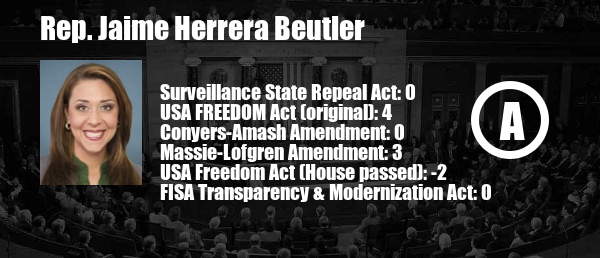 Rep. Jaime Herrera Beutler
Surveillance State Repeal Act: 0
USA FREEDOM Act (original): 4
Conyers-Amash Amendment: 0
Massie-Lofgren Amendment: 3
USA Freedom Act (House passed): -2
FISA Transparency & Modernization Act: 0
A